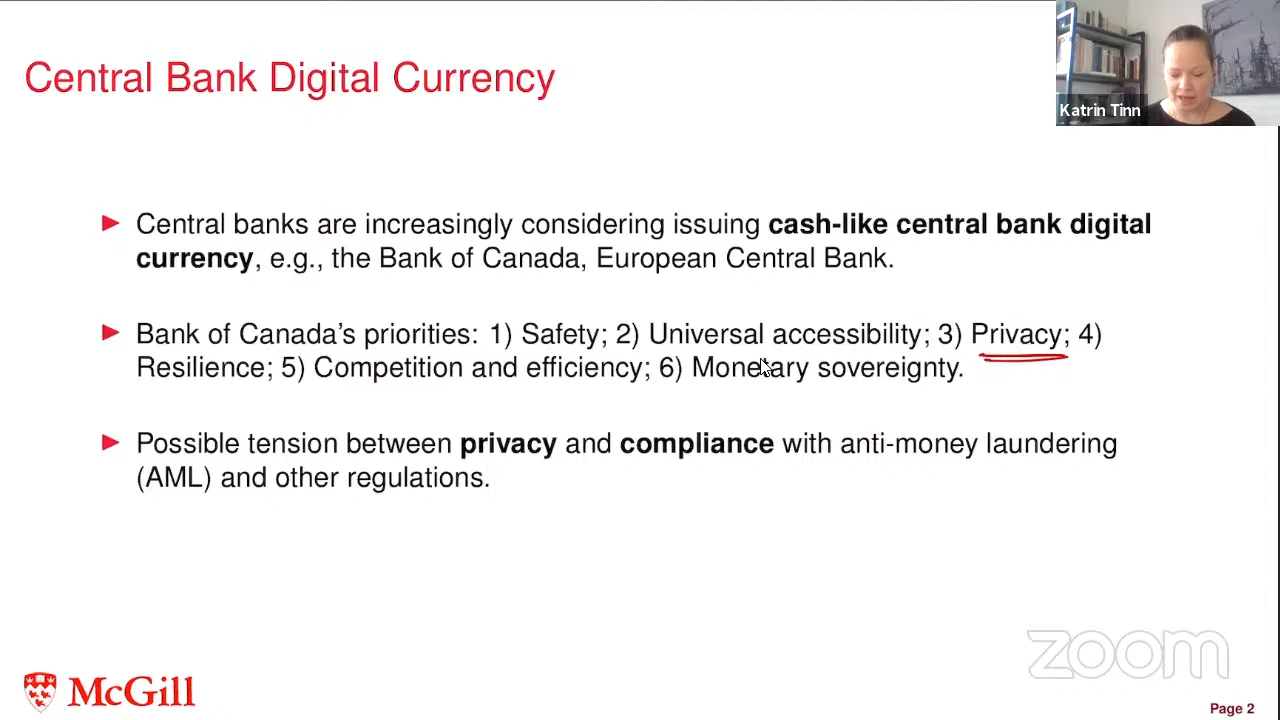 Central Bank Digital Currency
Katrin Tinn
Central banks are increasingly considering issuing cash-like central bank digital
currency, e.g., the Bank of Canada, European Central Bank.
Bank of Canada's priorities: 1) Safety; 2) Universal accessibility; 3) Privacy; 4)
Resilience; 5) Competition and efficiency; 6) Monetary sovereignty.
Possible tension between privacy and compliance with anti-money laundering
(AML) and other regulations.
zoom
McGill
Page 2